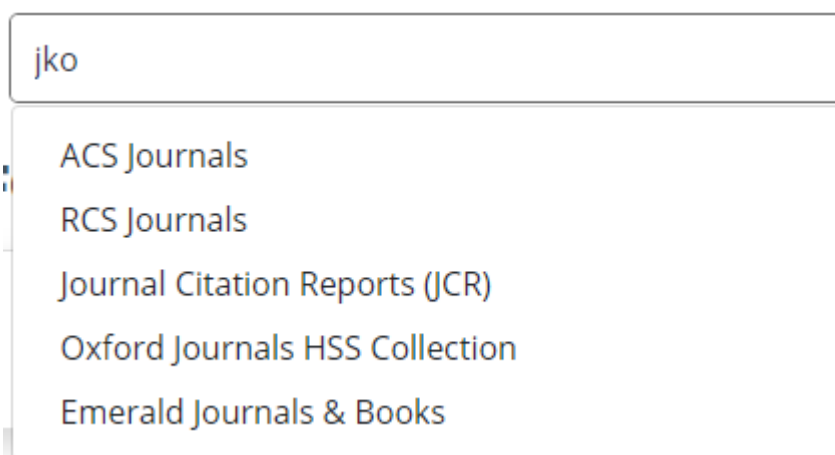 jko
ACS Journals
RCS Journals
Journal Citation Reports (JCR)
Oxford Journals HSS Collection
Emerald Journals & Books